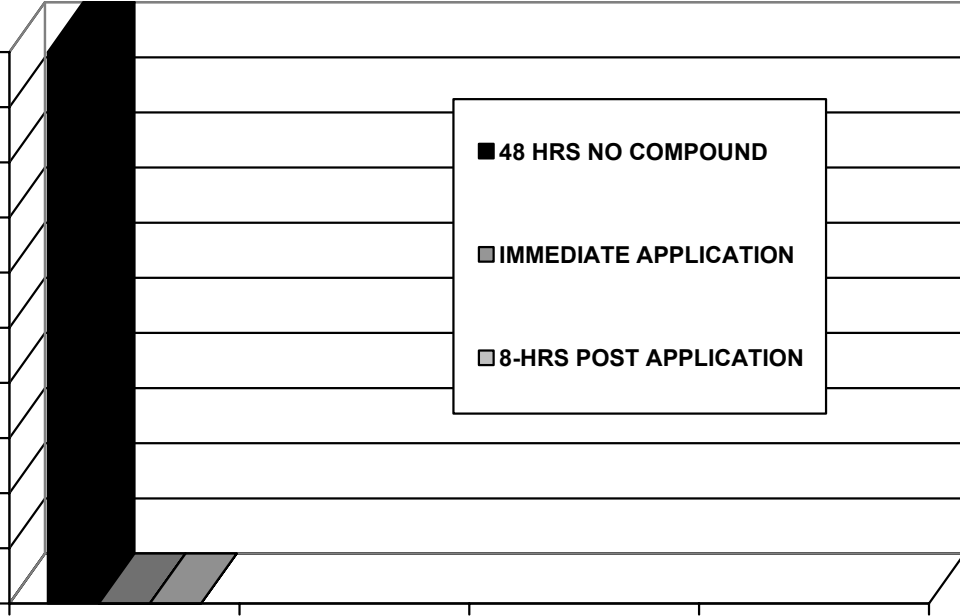 48 HRS NO COMPOUND
IMMEDIATE APPLICATION
8-HRS POST APPLICATION